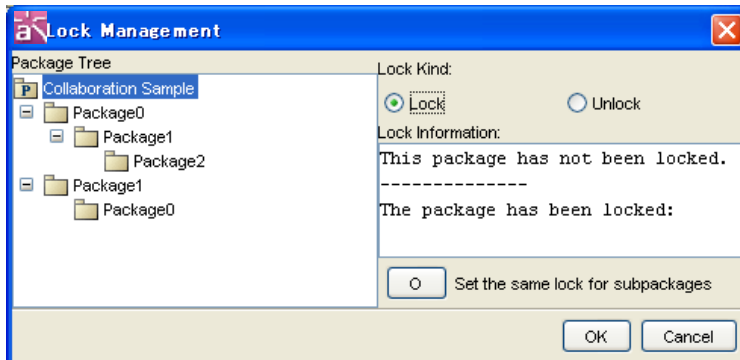 Lock Management
Package Tree
Collaboration Sample
Package0
Package1
Package2
Package1
Package0
Lock Kind:
Lock
Unlock
Lock Information:
This package has not been locked.
--------------
The package has been locked:
O Set the same lock for subpackages
OK Cancel